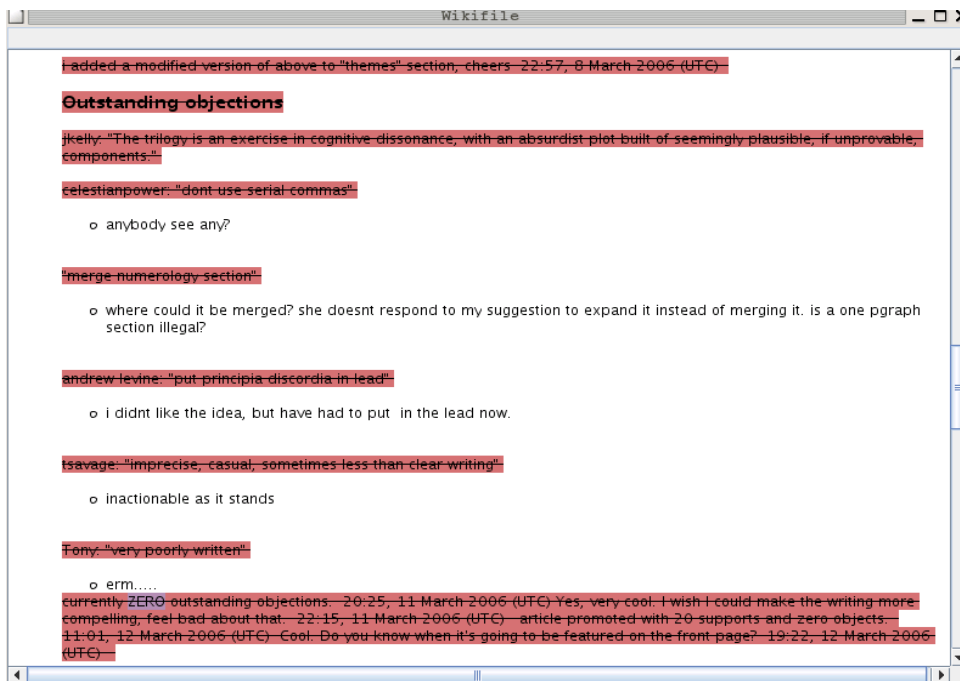 Wikifile
i added a modified version of above to "themes" section, cheers 22:57, 8 March 2006 (UTC)
Outstanding objections
jkelly: "The trilogy is an exercise in cognitive dissonance, with an absurdist plot built of seemingly plausible, if unprovable,
components."
celestianpower: "dont use serial commas"
o anybody see any?
"merge numerology section"
o where could it be merged? she doesnt respond to my suggestion to expand it instead of merging it. is a one pgraph
section illegal?
andrew levine: "put principia discordia in lead"
o i didnt like the idea, but have had to put in the lead now.
tsavage: "imprecise, casual, sometimes less than clear writing"
o inactionable as it stands
Tony: "very poorly written"
o erm.....
currently ZERO outstanding objections. 20:25, 11 March 2006 (UTC) Yes, very cool. I wish I could make the writing more
compelling, feel bad about that. 22:15, 11 March 2006 (UTC) article promoted with 20 supports and zero objects.
11:01, 12 March 2006 (UTC) Cool. Do you know when it's going to be featured on the front page? 19:22, 12 March 2006
(UTC)